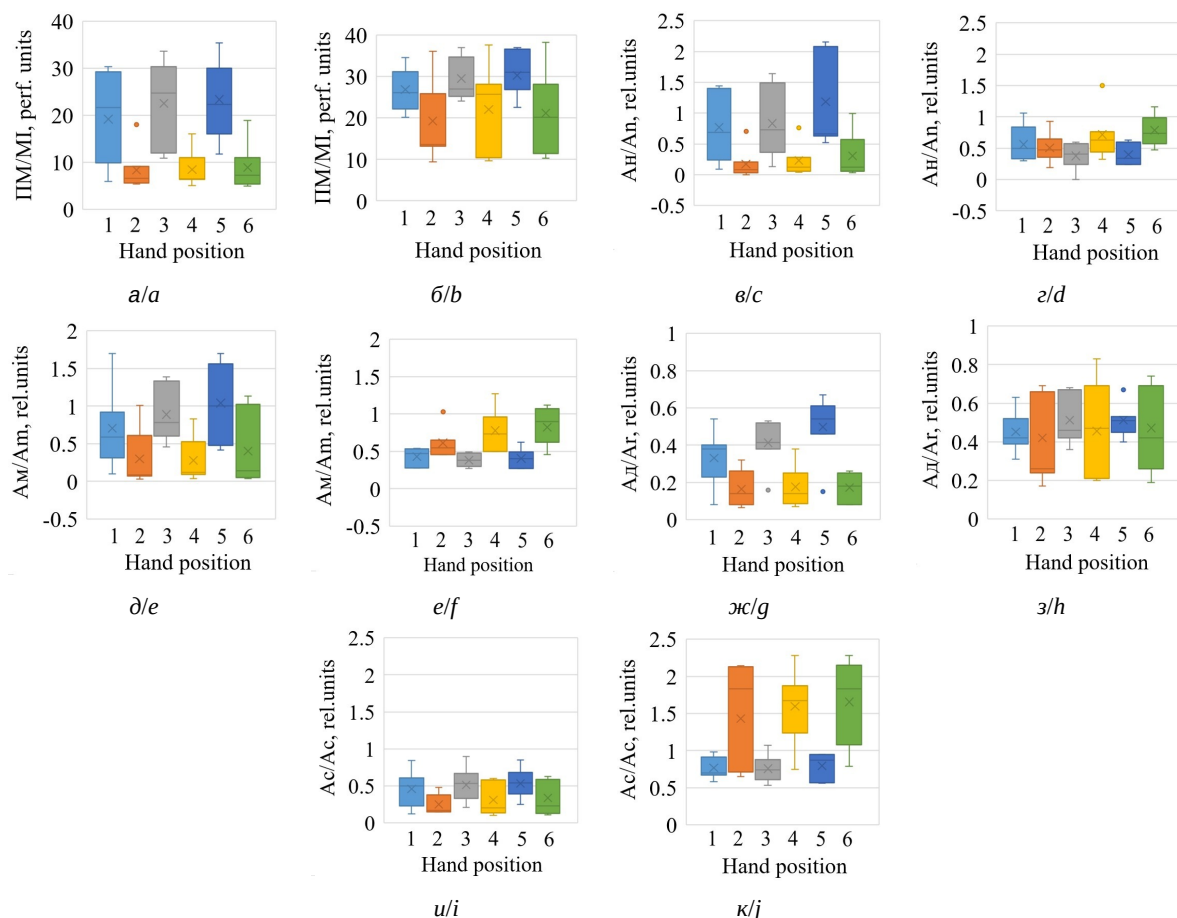 ПМ/MI, perf. units
40
30
20
10
0
1 2 3 4 5 6
Hand position
а/a
ПМ/MI, perf. units
40
30
20
10
0
1 2 3 4 5 6
Hand position
б/b
Ан/An, rel.units
2.5
2
1.5
1
0.5
0
-0.5
1 2 3 4 5 6
Hand position
в/c
Ан/An, rel.units
2.5
2
1.5
1
0.5
0
-0.5
1 2 3 4 5 6
Hand position
г/d
Ам/Am, rel.units
2
1.5
1
0.5
0
-0.5
1 2 3 4 5 6
Hand position
д/e
Ам/Am, rel.units
2
1.5
1
0.5
0
-0.5
1 2 3 4 5 6
Hand position
е/f
Ад/Ar, rel.units
1
0.8
0.6
0.4
0.2
0
1 2 3 4 5 6
Hand position
ж/g
Ад/Ar, rel.units
1
0.8
0.6
0.4
0.2
0
1 2 3 4 5 6
Hand position
з/h
Ас/Ac, rel.units
2.5
2
1.5
1
0.5
0
1 2 3 4 5 6
Hand position
и/i
Ас/Ac, rel.units
2.5
2
1.5
1
0.5
0
1 2 3 4 5 6
Hand position
к/j